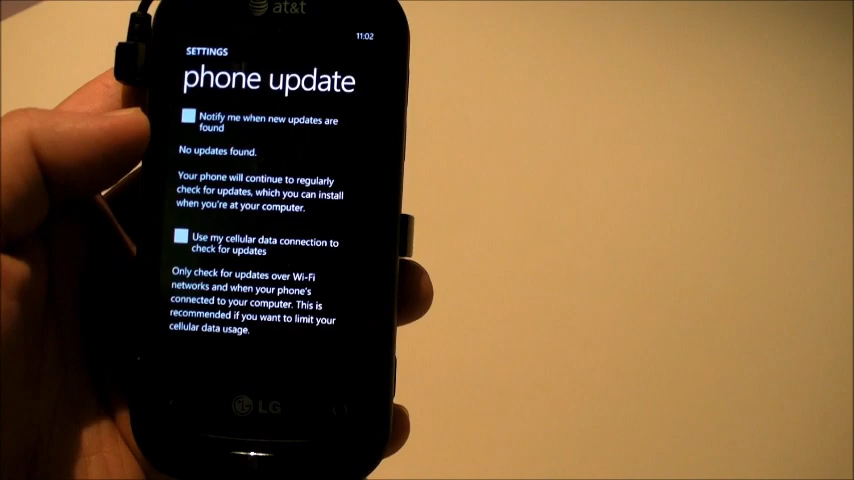 at&t
11:02
SETTINGS
phone update
Notify me when new updates are
found
No updates found.
Your phone will continue to regularly
check for updates, which you can install
when you're at your computer.
Use my cellular data connection to
check for updates
Only check for updates over Wi-Fi
networks and when your phone's
connected to your computer. This is
recommended if you want to limit your
cellular data usage.
LG